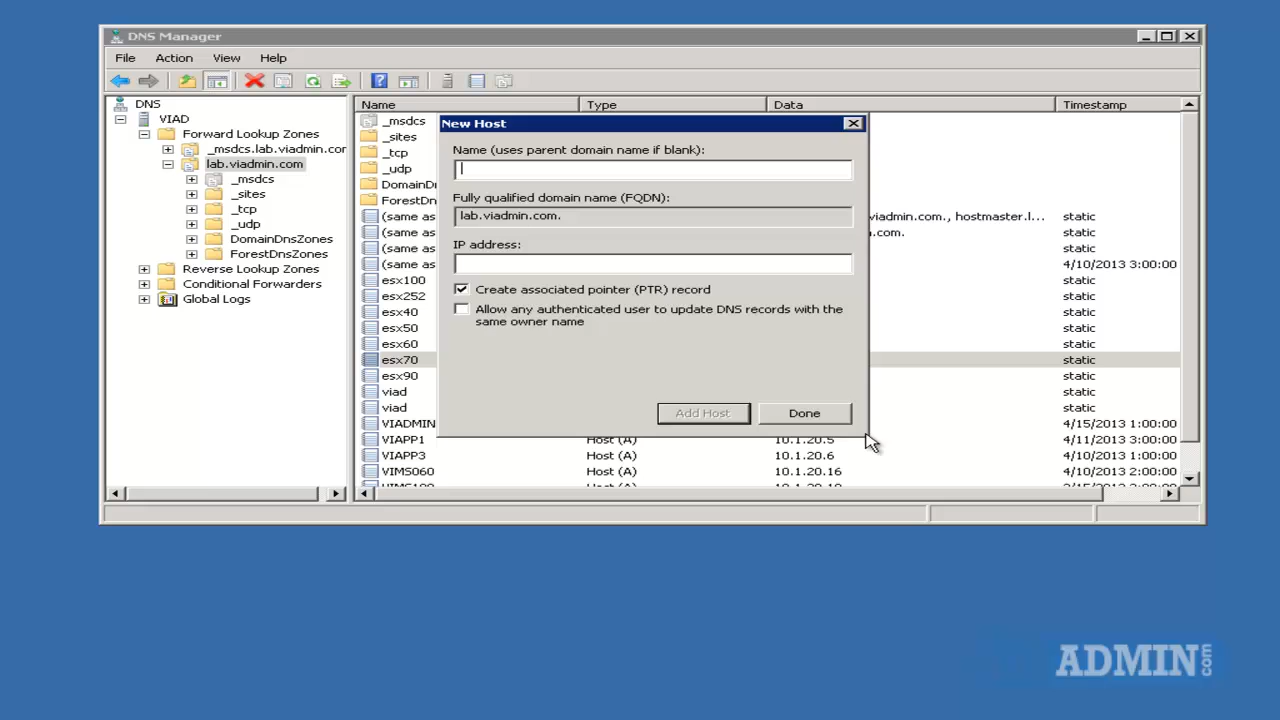 DNS Manager
File Action View Help
DNS
VIAD
Forward Lookup Zones
_msdcs.lab.viadmin.cor
lab.viadmin.com
_msdcs
_sites
_tcp
_udp
DomainDnsZones
ForestDnsZones
Reverse Lookup Zones
Conditional Forwarders
Global Logs
Name Type Data Timestamp
_msdcs
_sites
_tcp
_udp
DomainDr
ForestDns
(same as viadmin.com., hostmaster.l... static
(same as n.com. static
(same as static
(same as 4/10/2013 3:00:00
esx100 static
esx252 static
esx40 static
esx50 static
esx60 static
esx70 static
esx90 static
viad static
viad static
VIADMIN 4/15/2013 1:00:00
VIAPP1 Host (A) 10.1.20.5 4/11/2013 3:00:00
VIAPP3 Host (A) 10.1.20.6 4/10/2013 1:00:00
VIMS060 Host (A) 10.1.20.16 4/10/2013 2:00:00
New Host
Name (uses parent domain name if blank):
Fully qualified domain name (FQDN):
lab.viadmin.com.
IP address:
Create associated pointer (PTR) record
Allow any authenticated user to update DNS records with the
same owner name
Add Host Done
ADMIN.com